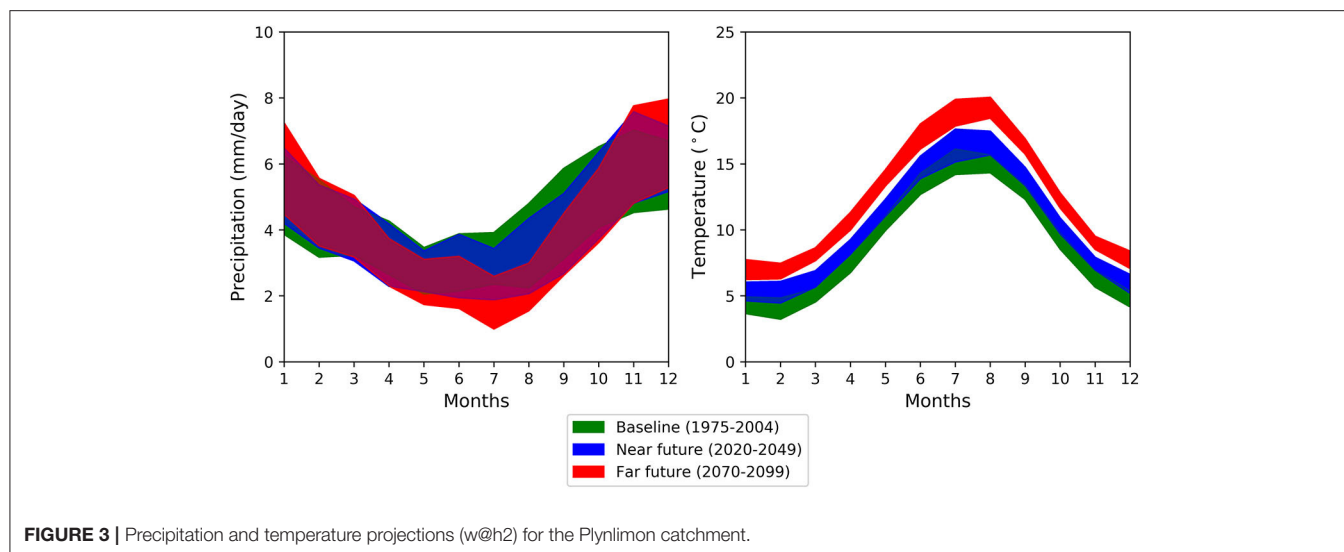 10
8
6
4
2
0
Precipitation (mm/day)
1 2 3 4 5 6 7 8 9 10 11 12
Months
25
20
15
10
5
0
Temperature (°C)
1 2 3 4 5 6 7 8 9 10 11 12
Months
Baseline (1975-2004)
Near future (2020-2049)
Far future (2070-2099)
FIGURE 3 | Precipitation and temperature projections (w@h2) for the Plynlimon catchment.